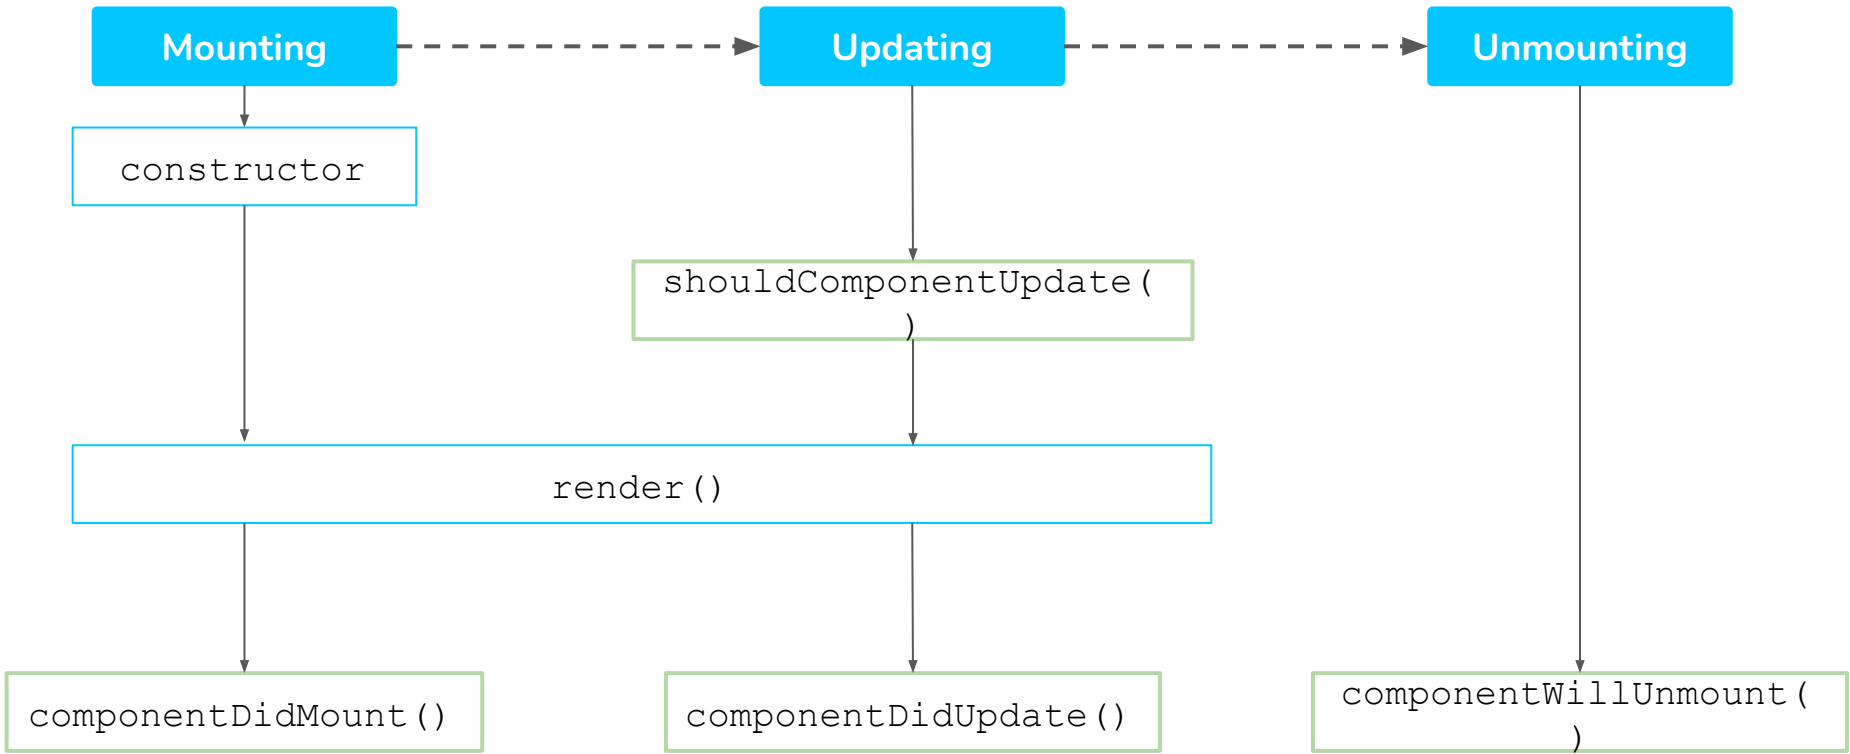 Mounting
Updating
Unmounting
constructor
shouldComponentUpdate(
)
render()
componentDidMount()
componentDidUpdate()
componentWillUnmount(
)